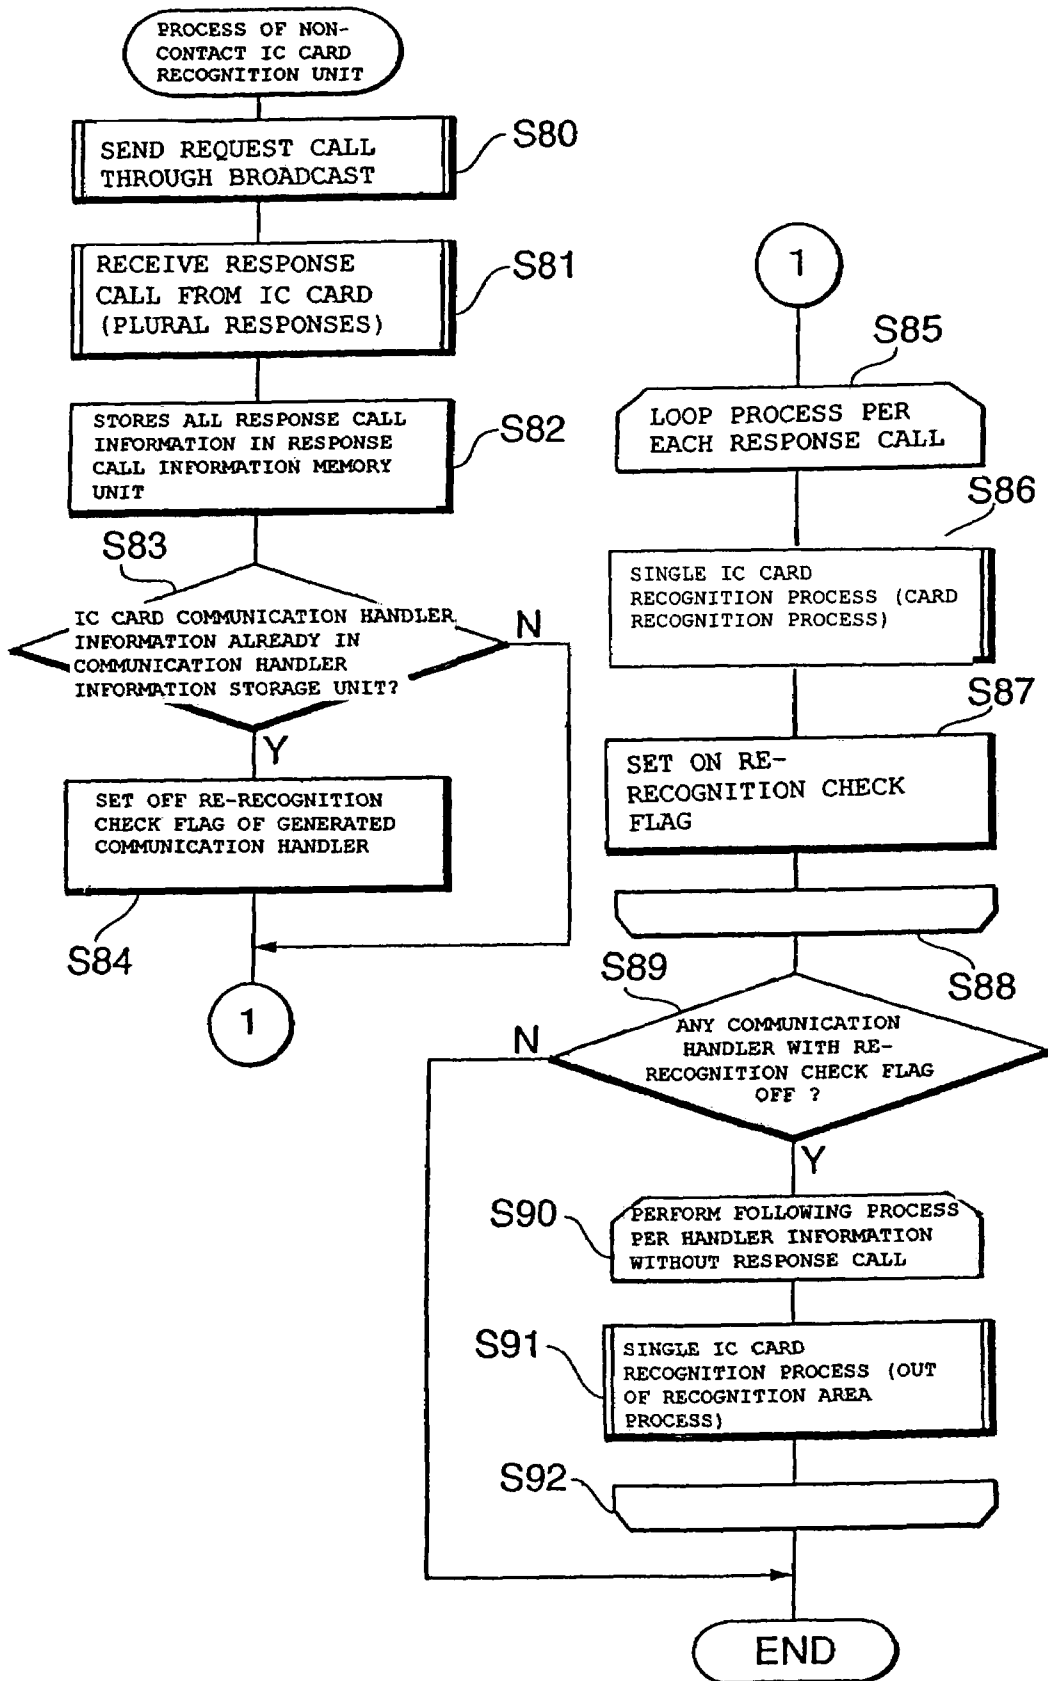 PROCESS OF NON-
CONTACT IC CARD
RECOGNITION UNIT
SEND REQUEST CALL
THROUGH BROADCAST
S80
RECEIVE RESPONSE
CALL FROM IC CARD
(PLURAL RESPONSES)
S81
STORES ALL RESPONSE CALL
INFORMATION IN RESPONSE
CALL INFORMATION MEMORY
UNIT
S82
S83
IC CARD COMMUNICATION HANDLER
INFORMATION ALREADY IN
COMMUNICATION HANDLER
INFORMATION STORAGE UNIT?
N
Y
SET OFF RE-RECOGNITION
CHECK FLAG OF GENERATED
COMMUNICATION HANDLER
S84
1
1
S85
LOOP PROCESS PER
EACH RESPONSE CALL
S86
SINGLE IC CARD
RECOGNITION PROCESS (CARD
RECOGNITION PROCESS)
S87
SET ON RE-
RECOGNITION CHECK
FLAG
S88
S89
ANY COMMUNICATION
HANDLER WITH RE-
RECOGNITION CHECK FLAG
OFF ?
N
Y
S90
PERFORM FOLLOWING PROCESS
PER HANDLER INFORMATION
WITHOUT RESPONSE CALL
S91
SINGLE IC CARD
RECOGNITION PROCESS (OUT
OF RECOGNITION AREA
PROCESS)
S92
END